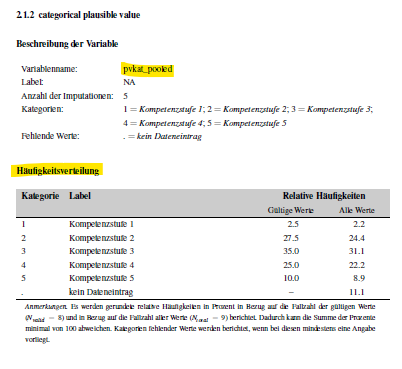 2.1.2 categorical plausible value
Beschreibung der Variable
Variablenname: pvkat_pooled
Label: NA
Anzahl der Imputationen: 5
Kategorien: 1 = Kompetenzstufe 1; 2 = Kompetenzstufe 2; 3 = Kompetenzstufe 3;
4 = Kompetenzstufe 4; 5 = Kompetenzstufe 5
Fehlende Werte: . = kein Dateneintrag
Häufigkeitsverteilung
Kategorie Label Relative Häufigkeiten
Gültige Werte Alle Werte
1 Kompetenzstufe 1 2.5 2.2
2 Kompetenzstufe 2 27.5 24.4
3 Kompetenzstufe 3 35.0 31.1
4 Kompetenzstufe 4 25.0 22.2
5 Kompetenzstufe 5 10.0 8.9
. kein Dateneintrag – 11.1
. Anmerkungen. Es werden gerundete relative Häufigkeiten in Prozent in Bezug auf die Fallzahl der gültigen Werte
(Nvalid = 8) und in Bezug auf die Fallzahl aller Werte (Ntotal = 9) berichtet. Dadurch kann die Summe der Prozente
minimal von 100 abweichen. Kategorien fehlender Werte werden berichtet, wenn bei diesen mindestens eine Angabe
vorliegt.